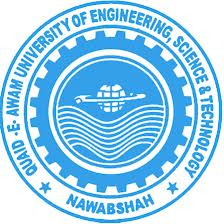 QUAID-E-AWAM UNIVERSITY OF ENGINEERING, SCIENCE & TECHNOLOGY
NAWABSHAH